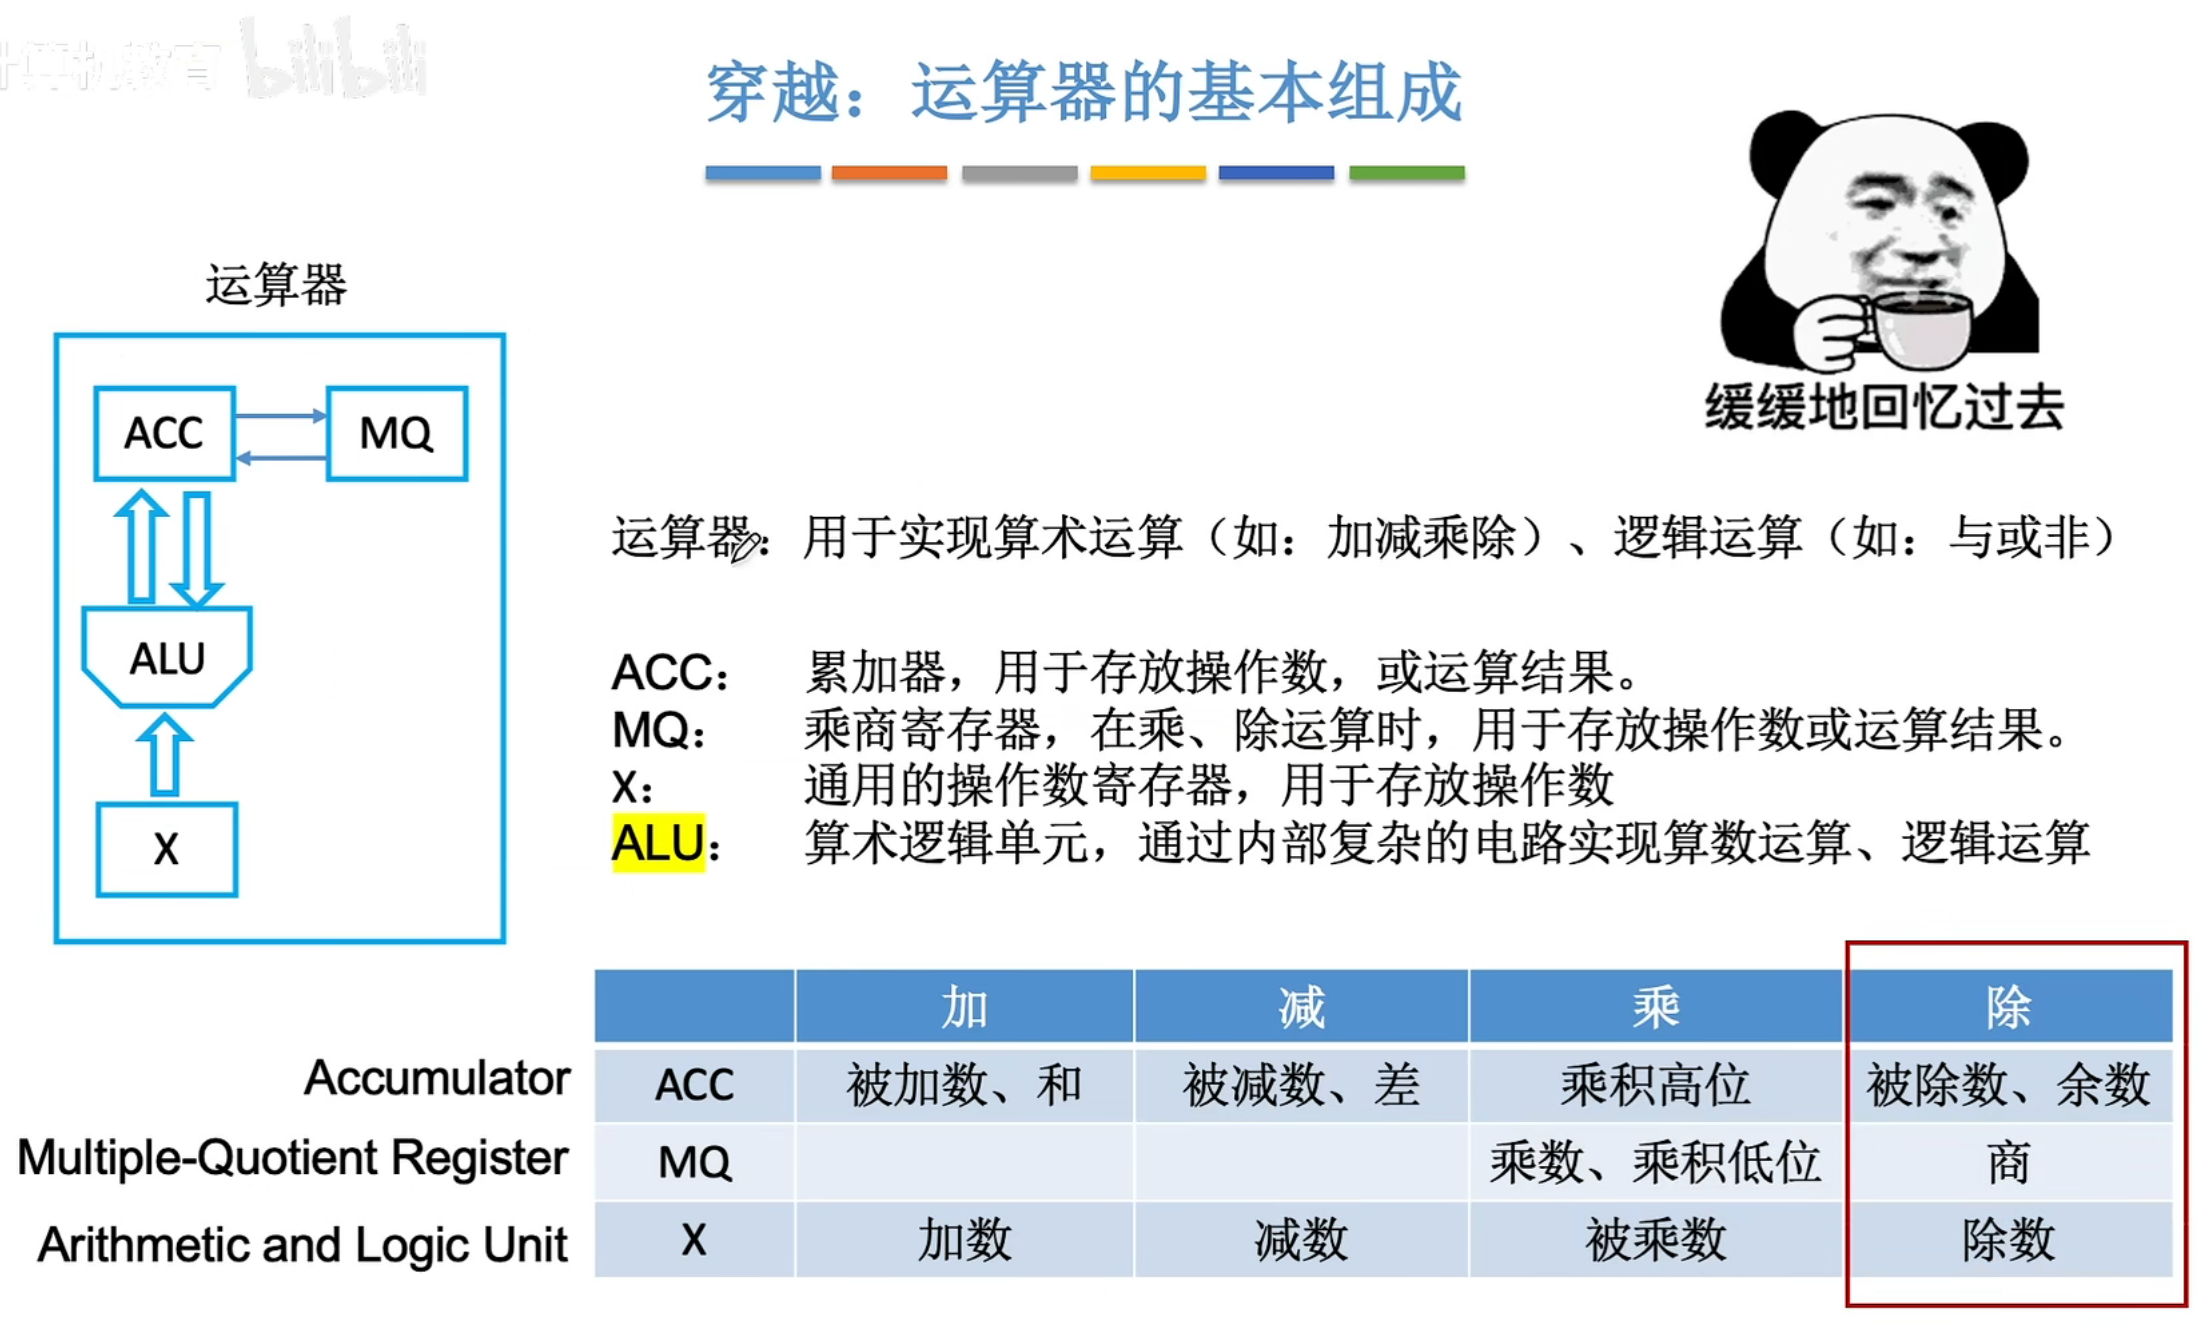 计算机教育 bilibili
穿越：运算器的基本组成
缓缓地回忆过去
运算器
ACC
MQ
ALU
X
运算器：用于实现算术运算（如：加减乘除）、逻辑运算（如：与或非）
ACC： 累加器，用于存放操作数，或运算结果。
MQ： 乘商寄存器，在乘、除运算时，用于存放操作数或运算结果。
X： 通用的操作数寄存器，用于存放操作数
ALU： 算术逻辑单元，通过内部复杂的电路实现算数运算、逻辑运算
加 减 乘 除
Accumulator ACC 被加数、和 被减数、差 乘积高位 被除数、余数
Multiple-Quotient Register MQ 乘数、乘积低位 商
Arithmetic and Logic Unit X 加数 减数 被乘数 除数